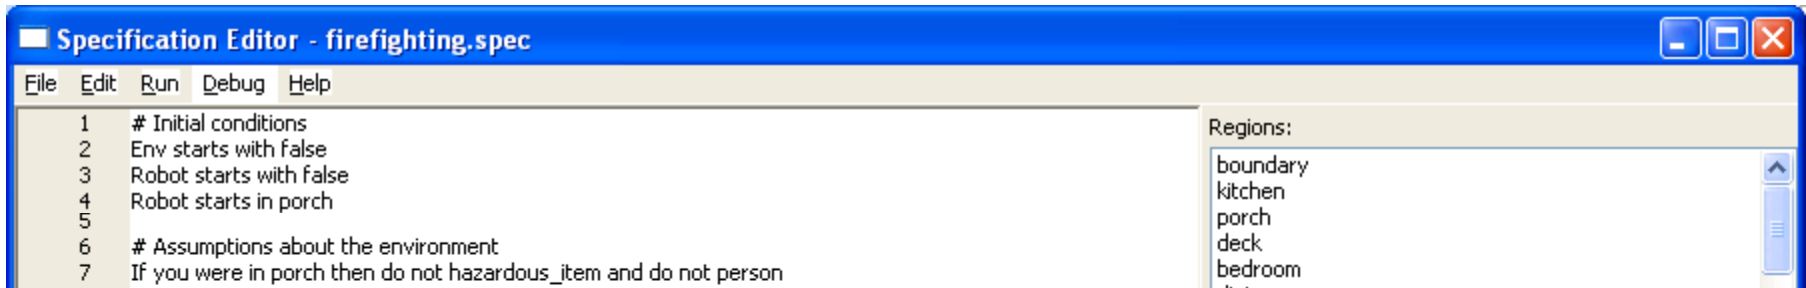 Specification Editor - firefighting.spec
File Edit Run Debug Help
1 # Initial conditions
2 Env starts with false
3 Robot starts with false
4 Robot starts in porch
5
6 # Assumptions about the environment
7 If you were in porch then do not hazardous_item and do not person
Regions:
boundary
kitchen
porch
deck
bedroom